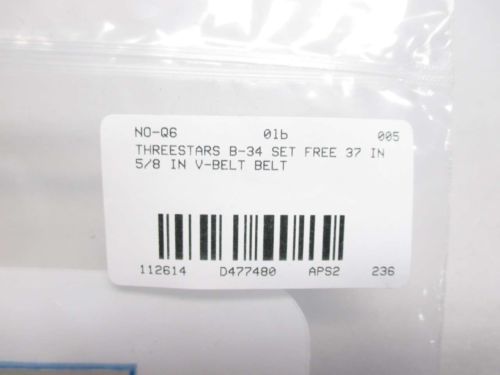 NO-Q6 01b 005
THREESTARS B-34 SET FREE 37 IN
5/8 IN V-BELT BELT
112614 D477480 APS2 236